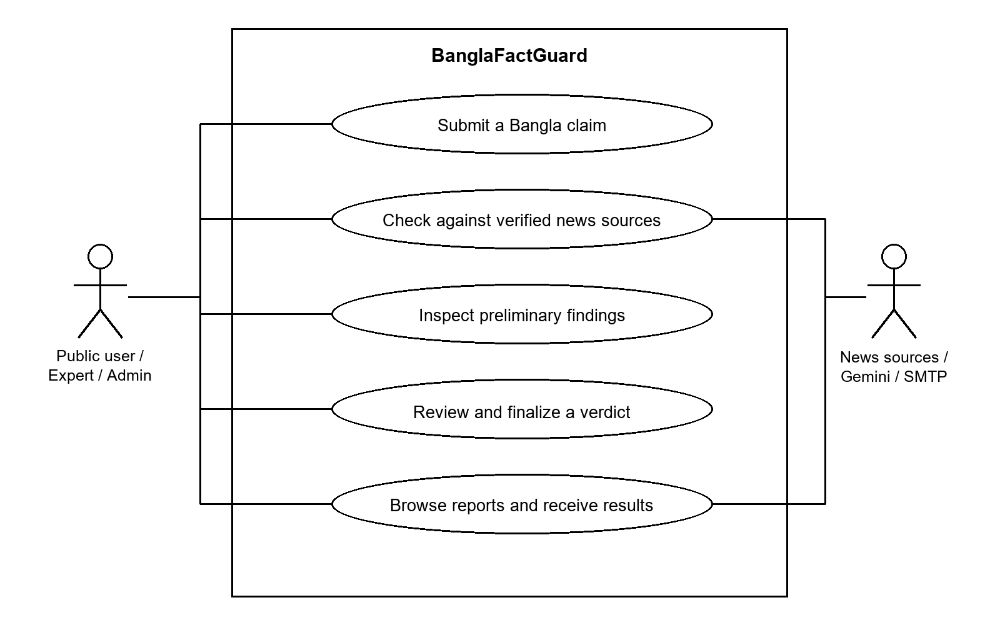 BanglaFactGuard
Submit a Bangla claim
Check against verified news sources
Inspect preliminary findings
Review and finalize a verdict
Browse reports and receive results
Public user /
Expert / Admin
News sources /
Gemini / SMTP